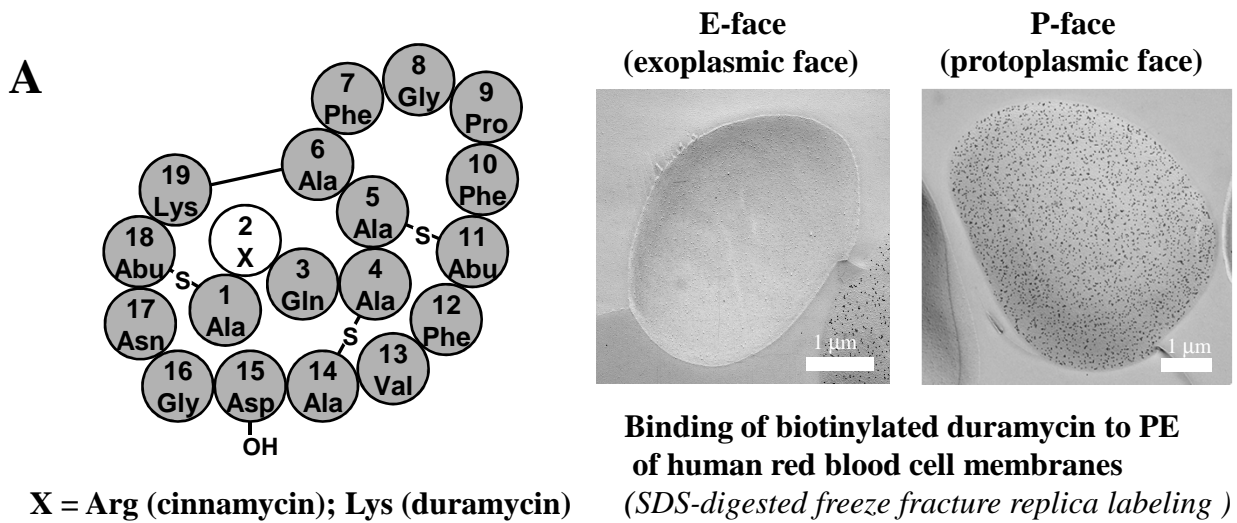 A
1
Ala
2
X
3
Gln
4
Ala
5
Ala
6
Ala
7
Phe
8
Gly
9
Pro
10
Phe
11
Abu
12
Phe
13
Val
14
Ala
15
Asp
16
Gly
17
Asn
18
Abu
19
Lys
S
S
S
OH
X = Arg (cinnamycin); Lys (duramycin)
E-face
(exoplasmic face)
1 µm
P-face
(protoplasmic face)
1 µm
Binding of biotinylated duramycin to PE
of human red blood cell membranes
(SDS-digested freeze fracture replica labeling )